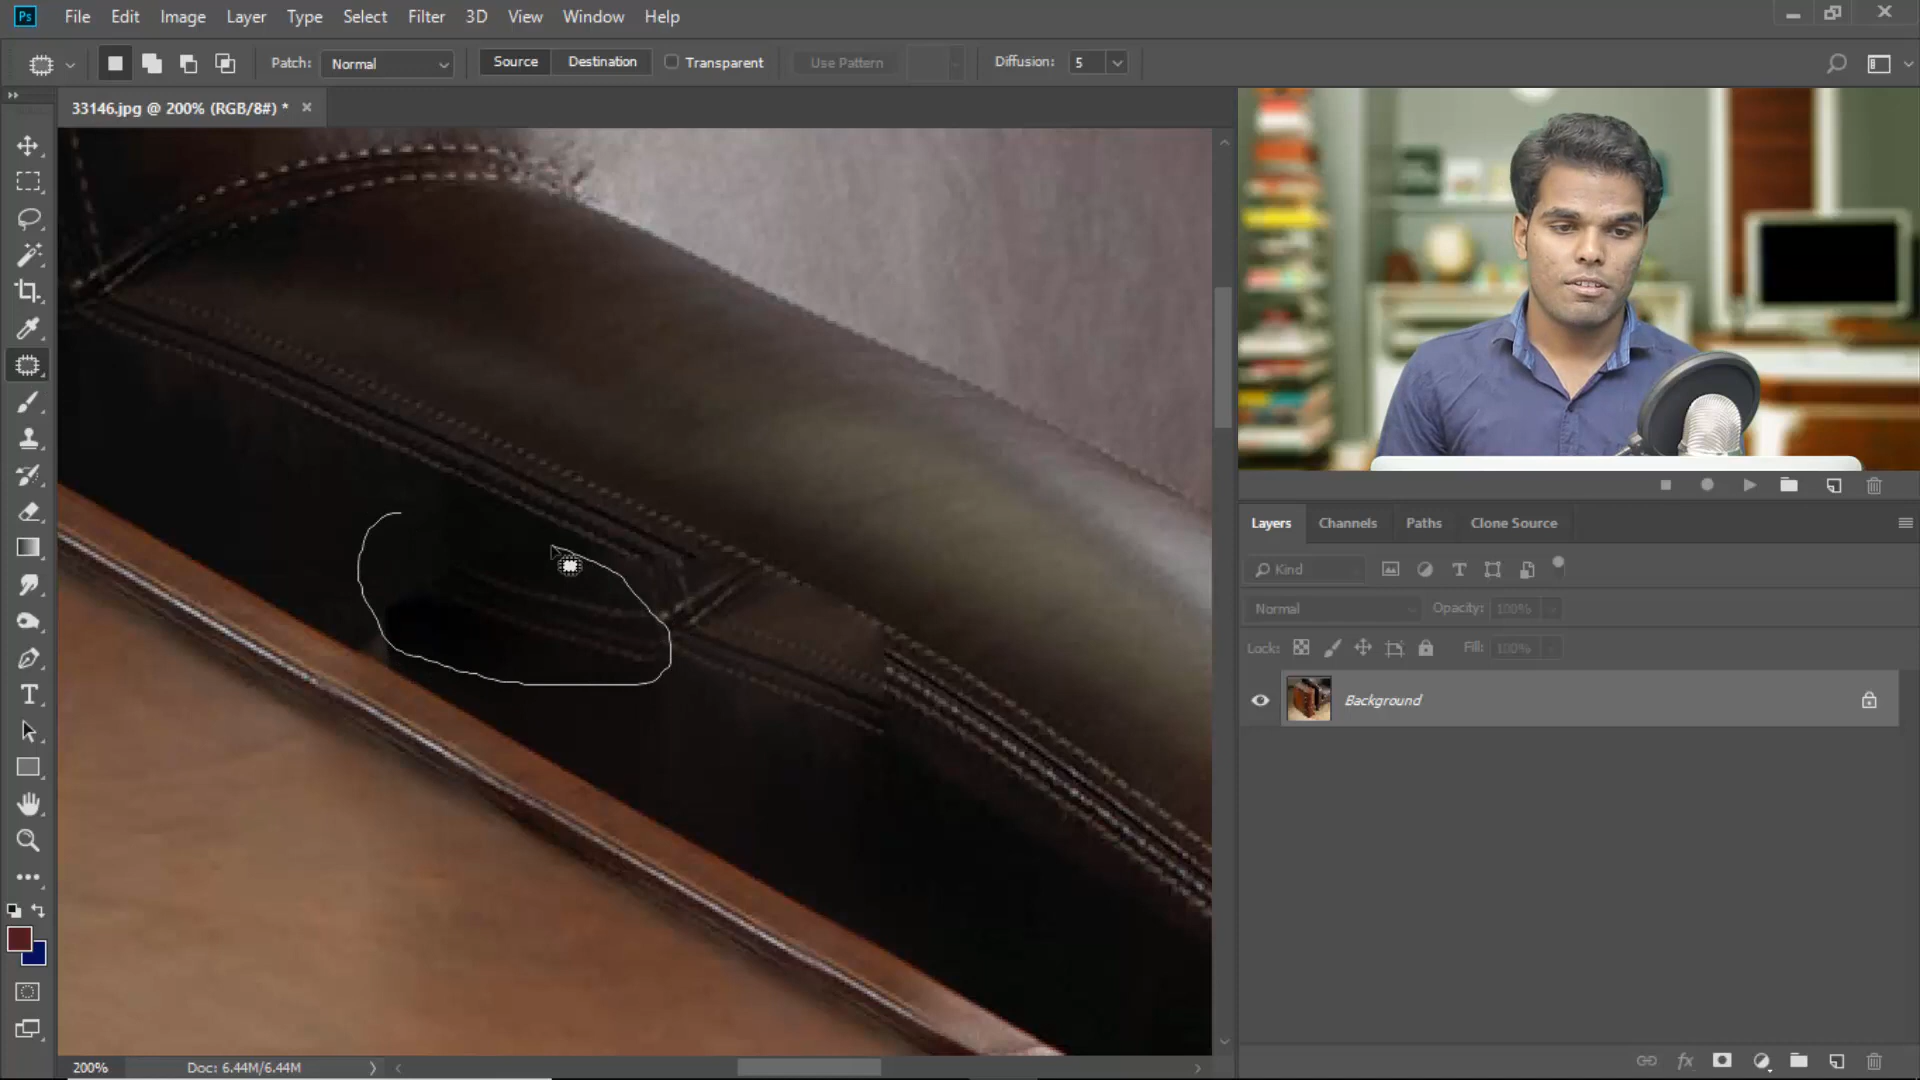 Ps File Edit Image Layer Type Select Filter 3D View Window Help
Patch: Normal Source Destination Transparent Use Pattern Diffusion: 5
33146.jpg @ 200% (RGB/8#) *
Layers Channels Paths Clone Source
Kind
Normal Opacity: 100%
Lock: Fill: 100%
Background
200% Doc: 6.44M/6.44M